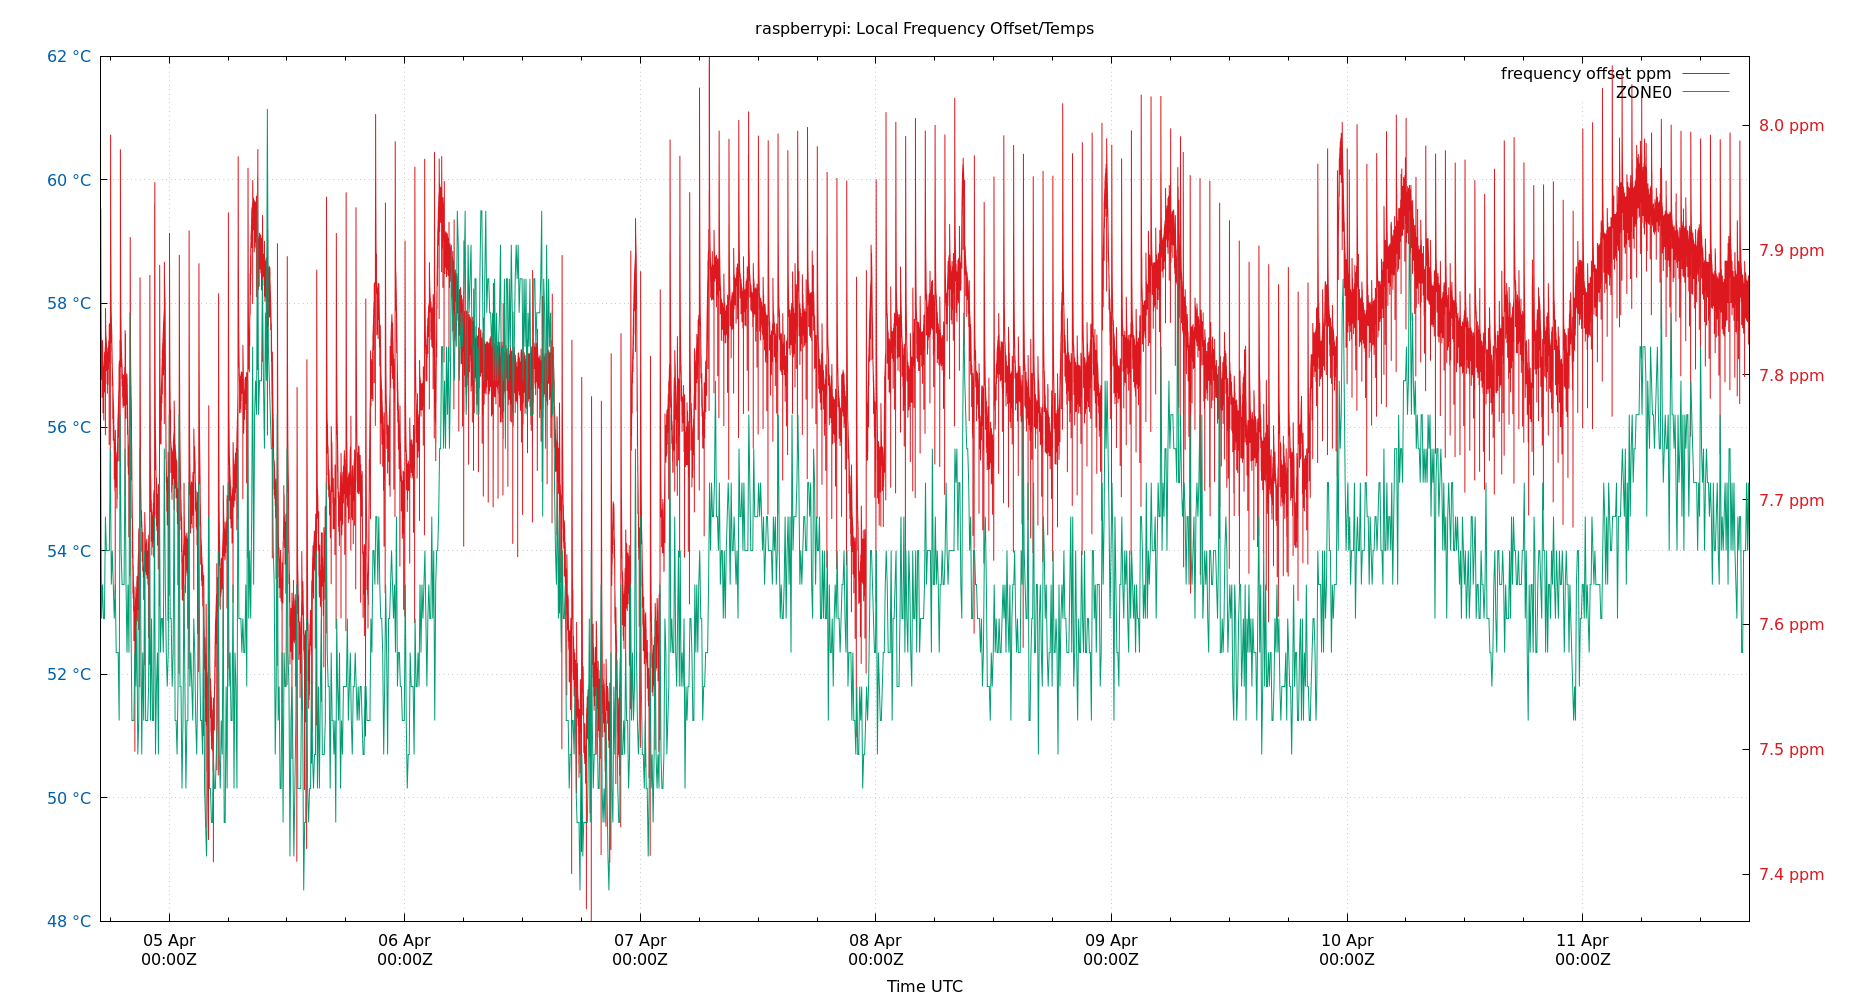 raspberrypi: Local Frequency Offset/Temps
62 °C
60 °C
58 °C
56 °C
54 °C
52 °C
50 °C
48 °C
frequency offset ppm
ZONE0
8.0 ppm
7.9 ppm
7.8 ppm
7.7 ppm
7.6 ppm
7.5 ppm
7.4 ppm
05 Apr
00:00Z
06 Apr
00:00Z
07 Apr
00:00Z
08 Apr
00:00Z
09 Apr
00:00Z
10 Apr
00:00Z
11 Apr
00:00Z
Time UTC